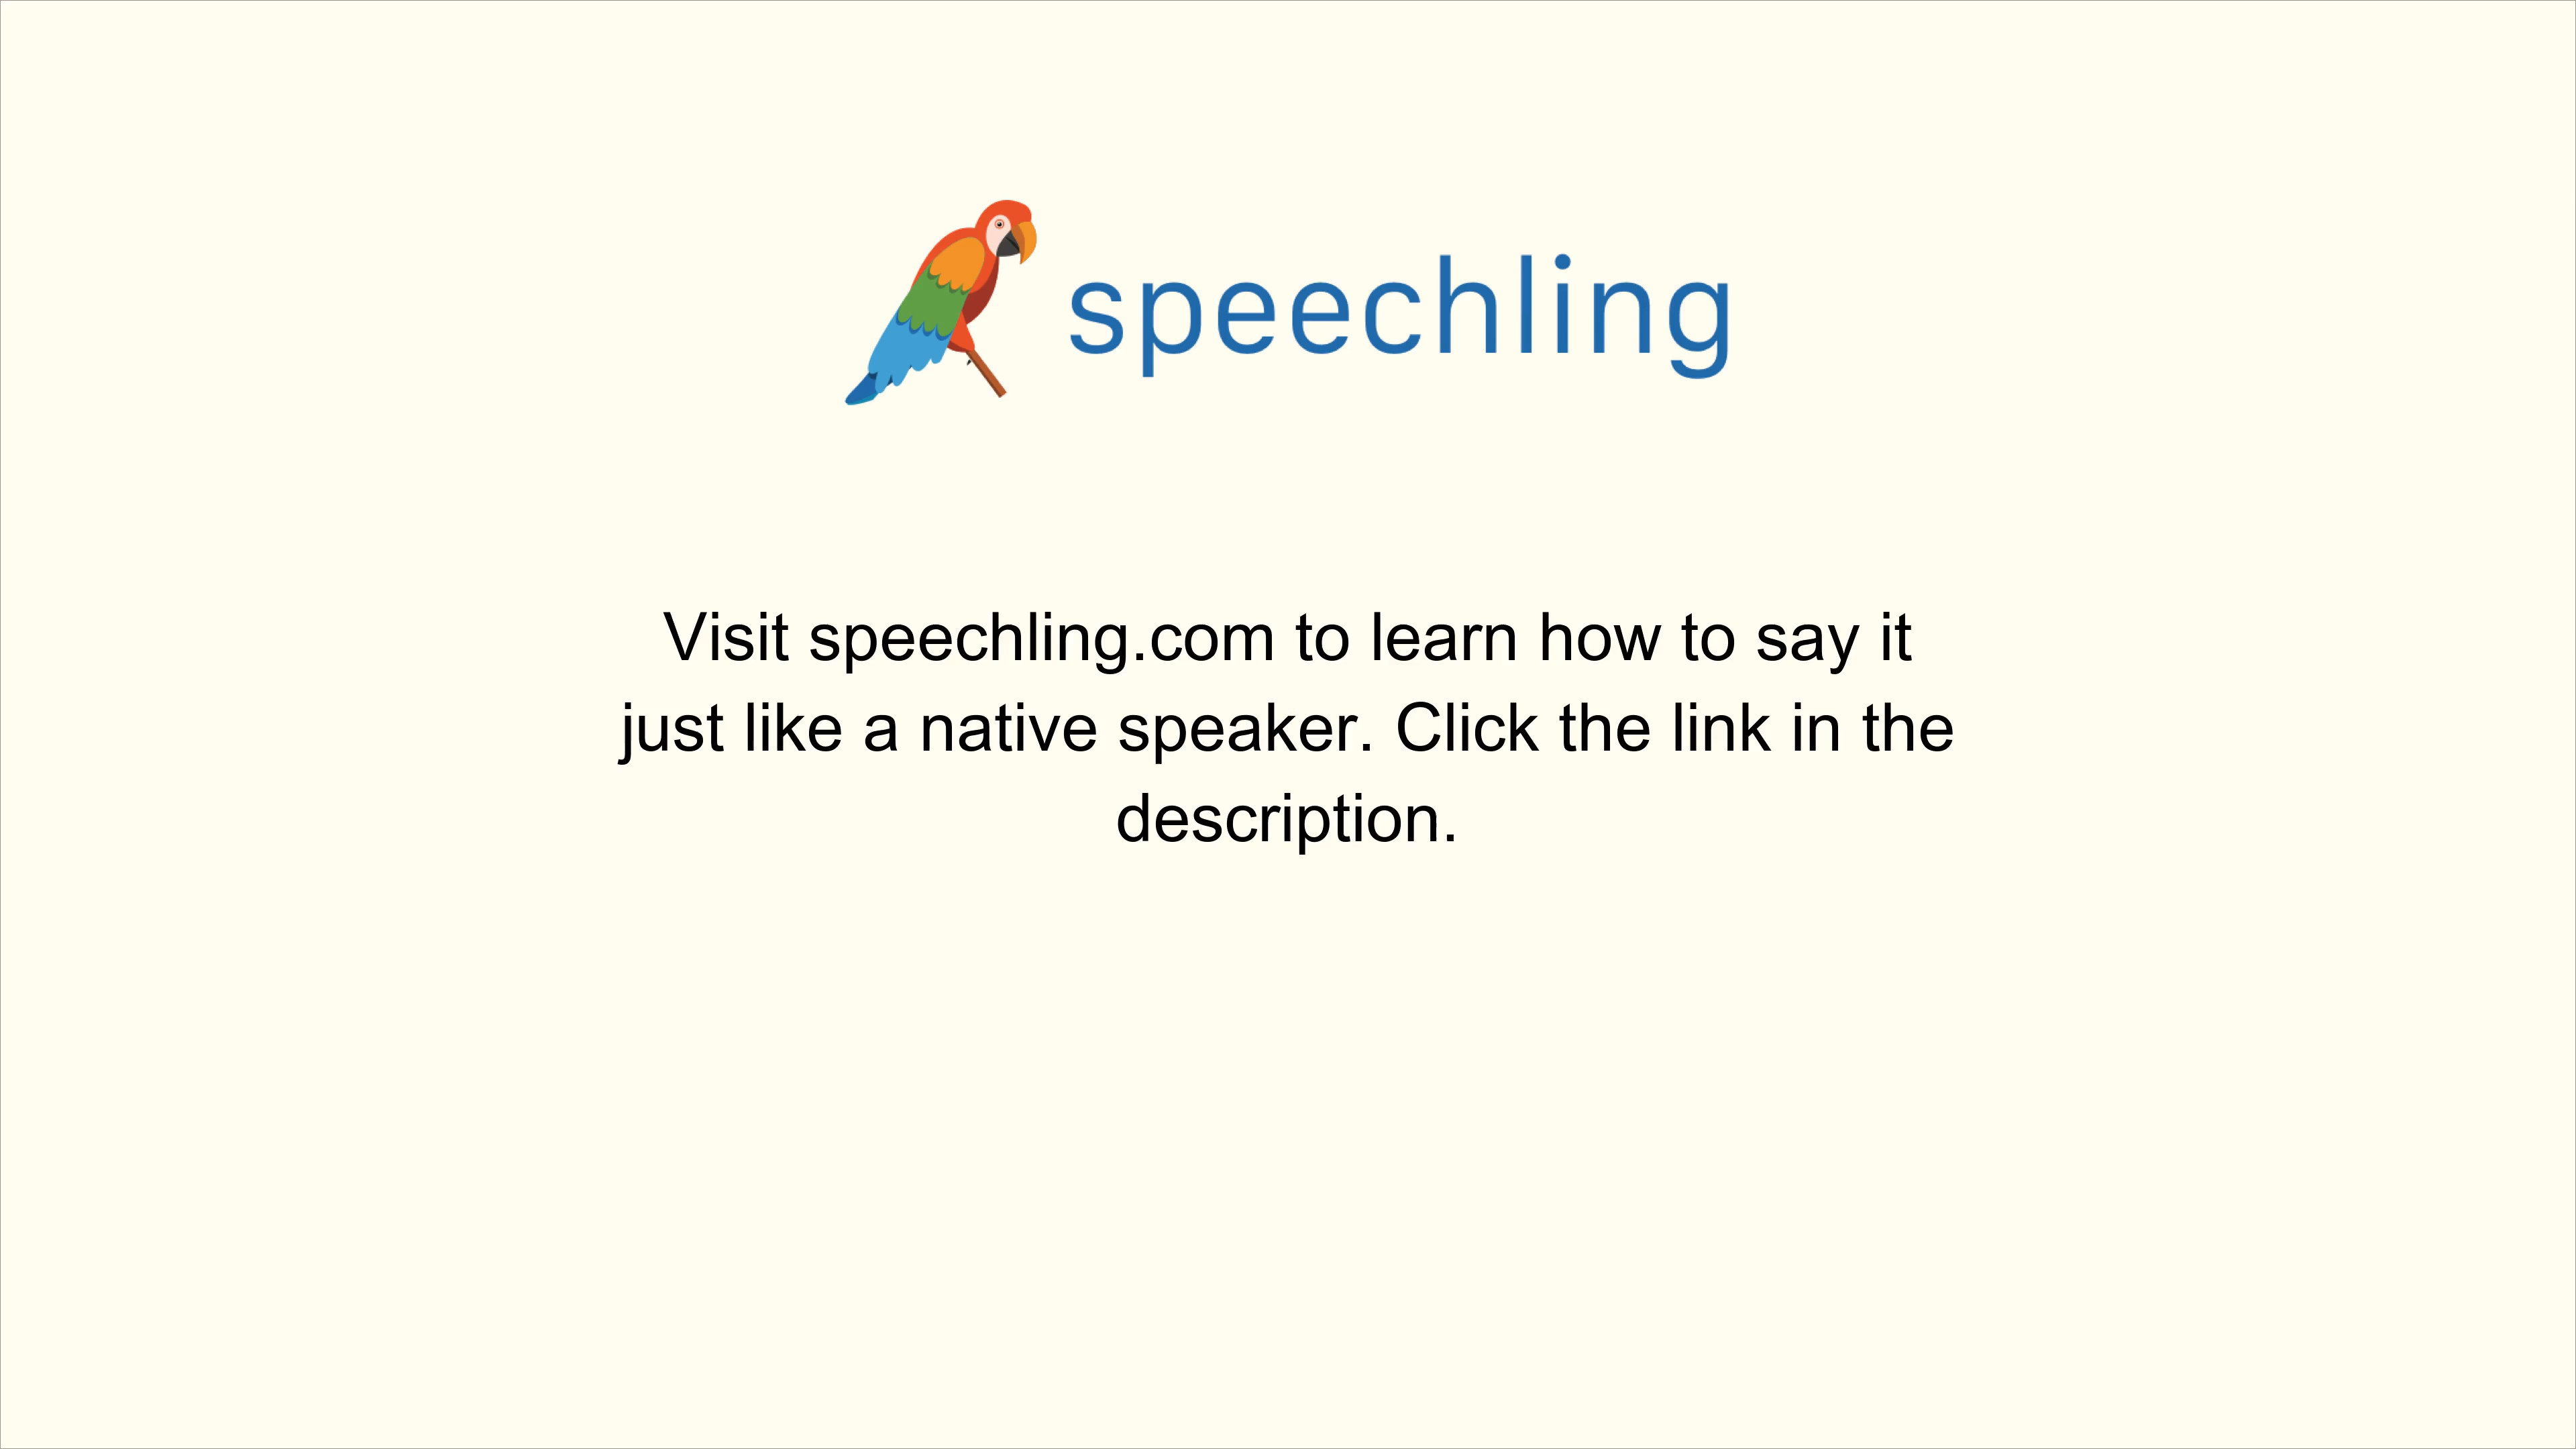 speechling
Visit speechling.com to learn how to say it
just like a native speaker. Click the link in the
description.